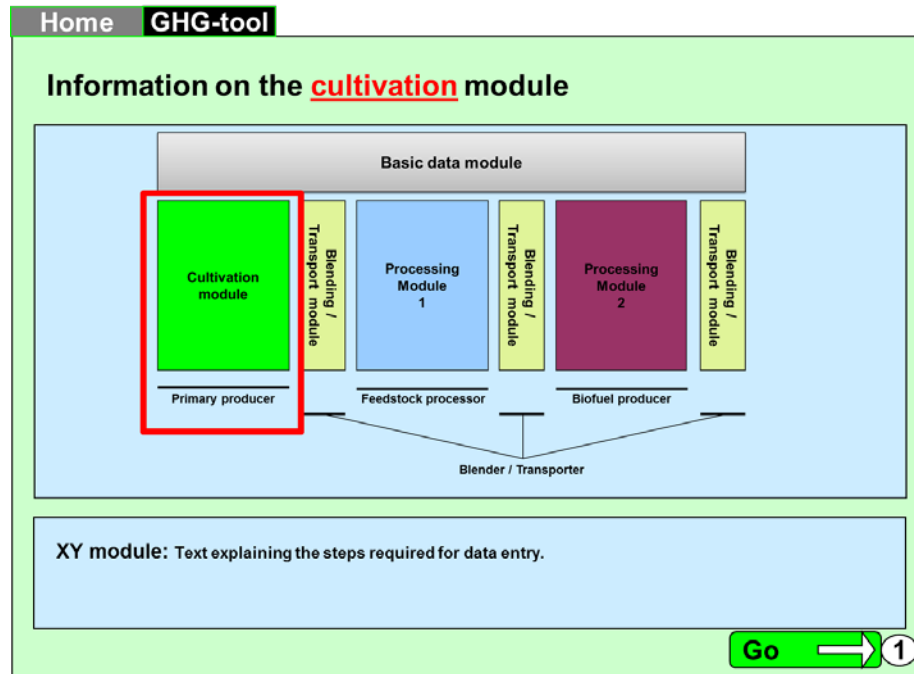 Home GHG-tool
Information on the cultivation module
Basic data module
Cultivation
module
Blending /
Transport module
Processing
Module
1
Blending /
Transport module
Processing
Module
2
Blending /
Transport module
Primary producer
Feedstock processor
Biofuel producer
Blender / Transporter
XY module: Text explaining the steps required for data entry.
Go 1